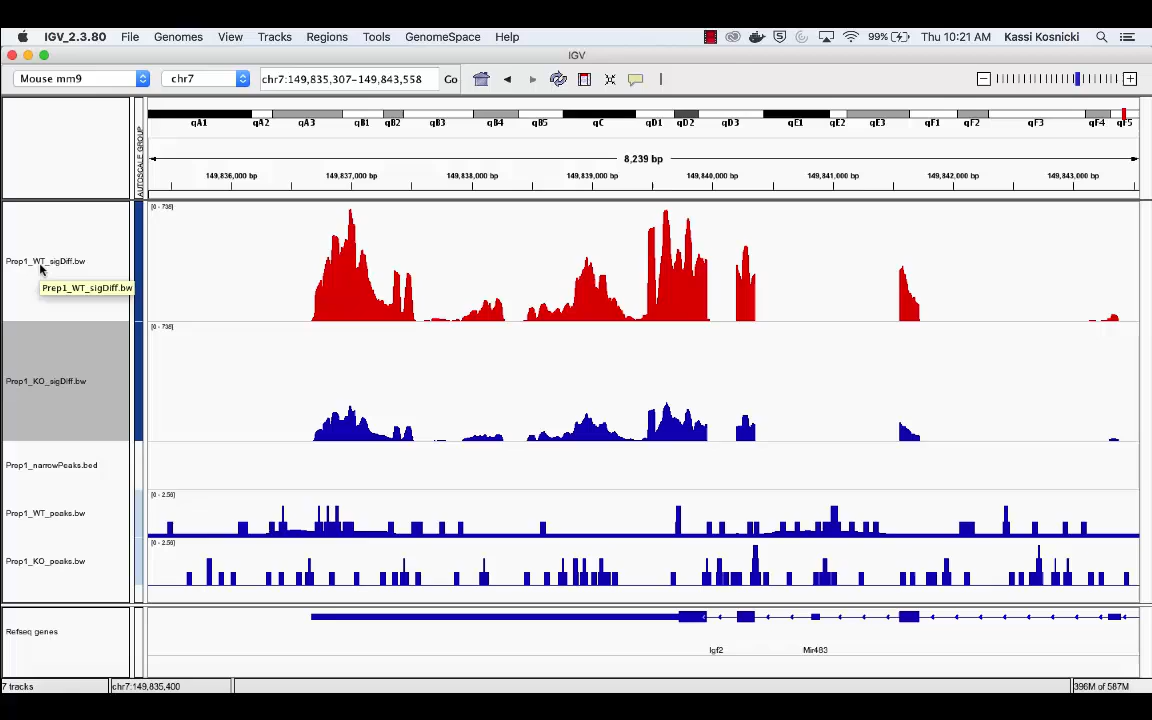 IGV_2.3.80 File Genomes View Tracks Regions Tools GenomeSpace Help 99% Thu 10:21 AM Kassi Kosnicki
IGV
Mouse mm9 chr7 chr7:149,835,307-149,843,558 Go
qA1 qA2 qA3 qB1 qB2 qB3 qB4 qB5 qC qD1 qD2 qD3 qE1 qE2 qE3 qF1 qF2 qF3 qF4 qF5
AUTOSCALE GROUP
8,239 bp
149,836,000 bp 149,837,000 bp 149,838,000 bp 149,839,000 bp 149,840,000 bp 149,841,000 bp 149,842,000 bp 149,843,000 bp
Prep1_WT_sigDiff.bw
Prep1_WT_sigDiff.bw
Prep1_KO_sigDiff.bw
Prep1_narrowPeaks.bed
[0 - 2.56]
Prep1_WT_peaks.bw
[0 - 2.56]
Prep1_KO_peaks.bw
Refseq genes
Igf2 Mir483
7 tracks chr7:149,835,400 396M of 587M